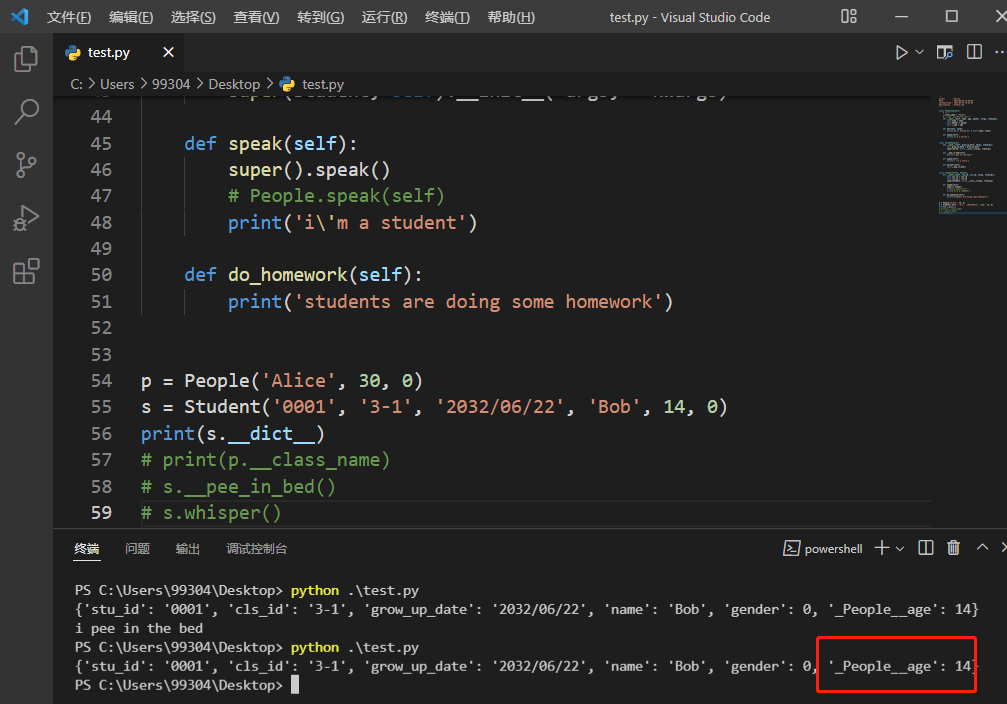 文件(F) 编辑(E) 选择(S) 查看(V) 转到(G) 运行(R) 终端(T) 帮助(H) test.py - Visual Studio Code
test.py
C: > Users > 99304 > Desktop > test.py
44
45 def speak(self):
46 super().speak()
47 # People.speak(self)
48 print('i\'m a student')
49
50 def do_homework(self):
51 print('students are doing some homework')
52
53
54 p = People('Alice', 30, 0)
55 s = Student('0001', '3-1', '2032/06/22', 'Bob', 14, 0)
56 print(s.__dict__)
57 # print(p.__class_name)
58 # s.__pee_in_bed()
59 # s.whisper()
终端 问题 输出 调试控制台 powershell
PS C:\Users\99304\Desktop> python .\test.py
{'stu_id': '0001', 'cls_id': '3-1', 'grow_up_date': '2032/06/22', 'name': 'Bob', 'gender': 0, '_People__age': 14}
i pee in the bed
PS C:\Users\99304\Desktop> python .\test.py
{'stu_id': '0001', 'cls_id': '3-1', 'grow_up_date': '2032/06/22', 'name': 'Bob', 'gender': 0, '_People__age': 14}
PS C:\Users\99304\Desktop>